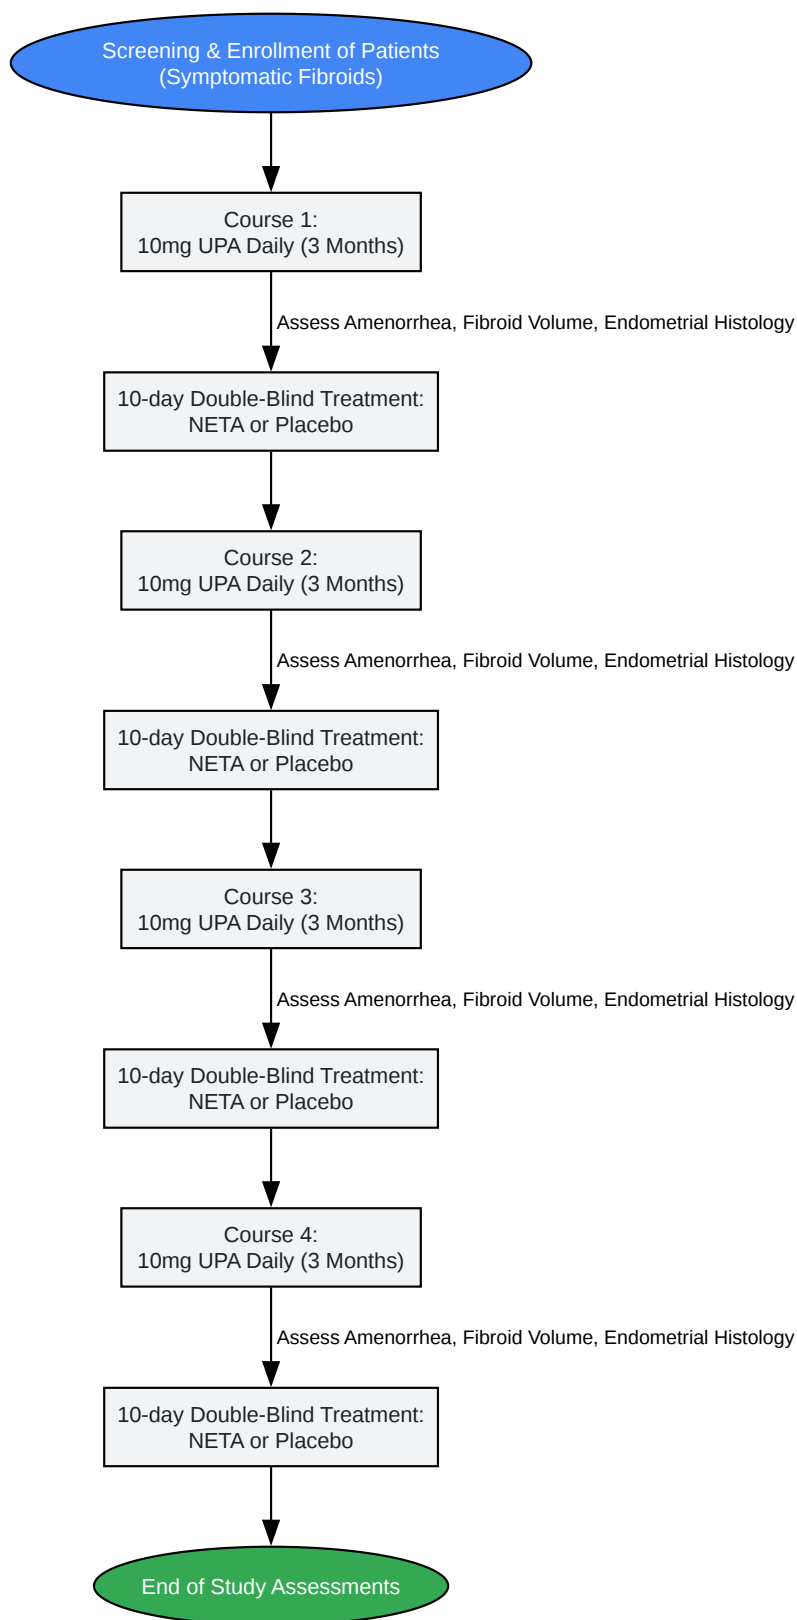 Screening & Enrollment of Patients
(Symptomatic Fibroids)
Course 1:
10mg UPA Daily (3 Months)
Assess Amenorrhea, Fibroid Volume, Endometrial Histology
10-day Double-Blind Treatment:
NETA or Placebo
Course 2:
10mg UPA Daily (3 Months)
Assess Amenorrhea, Fibroid Volume, Endometrial Histology
10-day Double-Blind Treatment:
NETA or Placebo
Course 3:
10mg UPA Daily (3 Months)
Assess Amenorrhea, Fibroid Volume, Endometrial Histology
10-day Double-Blind Treatment:
NETA or Placebo
Course 4:
10mg UPA Daily (3 Months)
Assess Amenorrhea, Fibroid Volume, Endometrial Histology
10-day Double-Blind Treatment:
NETA or Placebo
End of Study Assessments